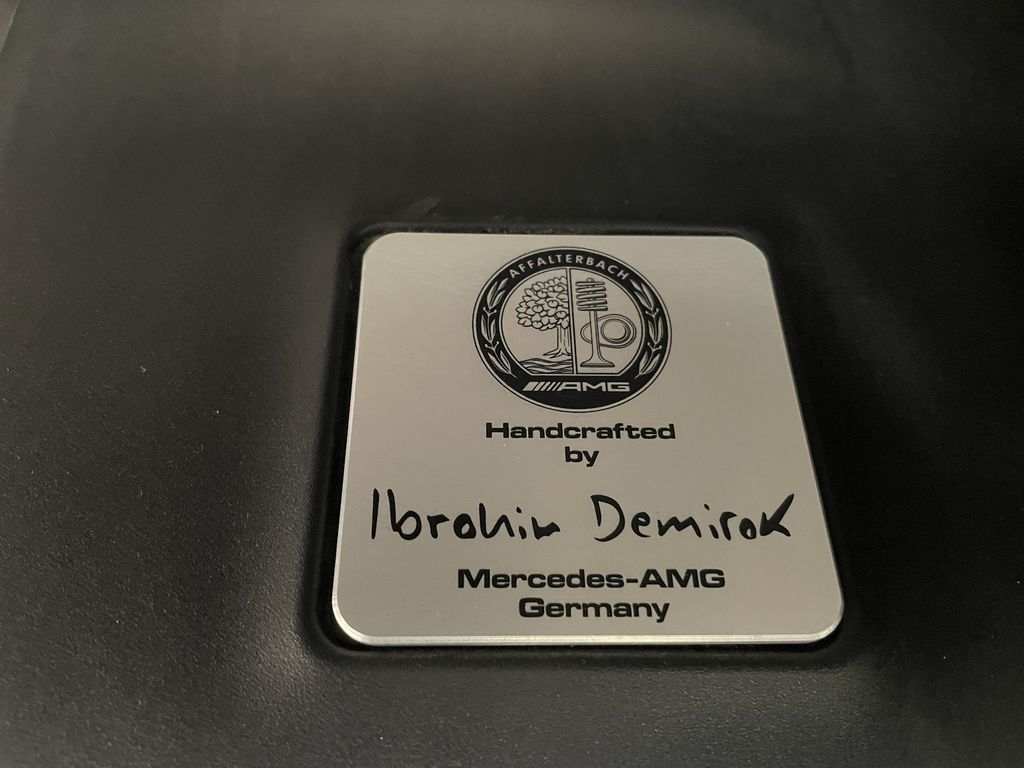 AFFALTERBACH
AMG
Handcrafted
by
Ibrahim Demirok
Mercedes-AMG
Germany